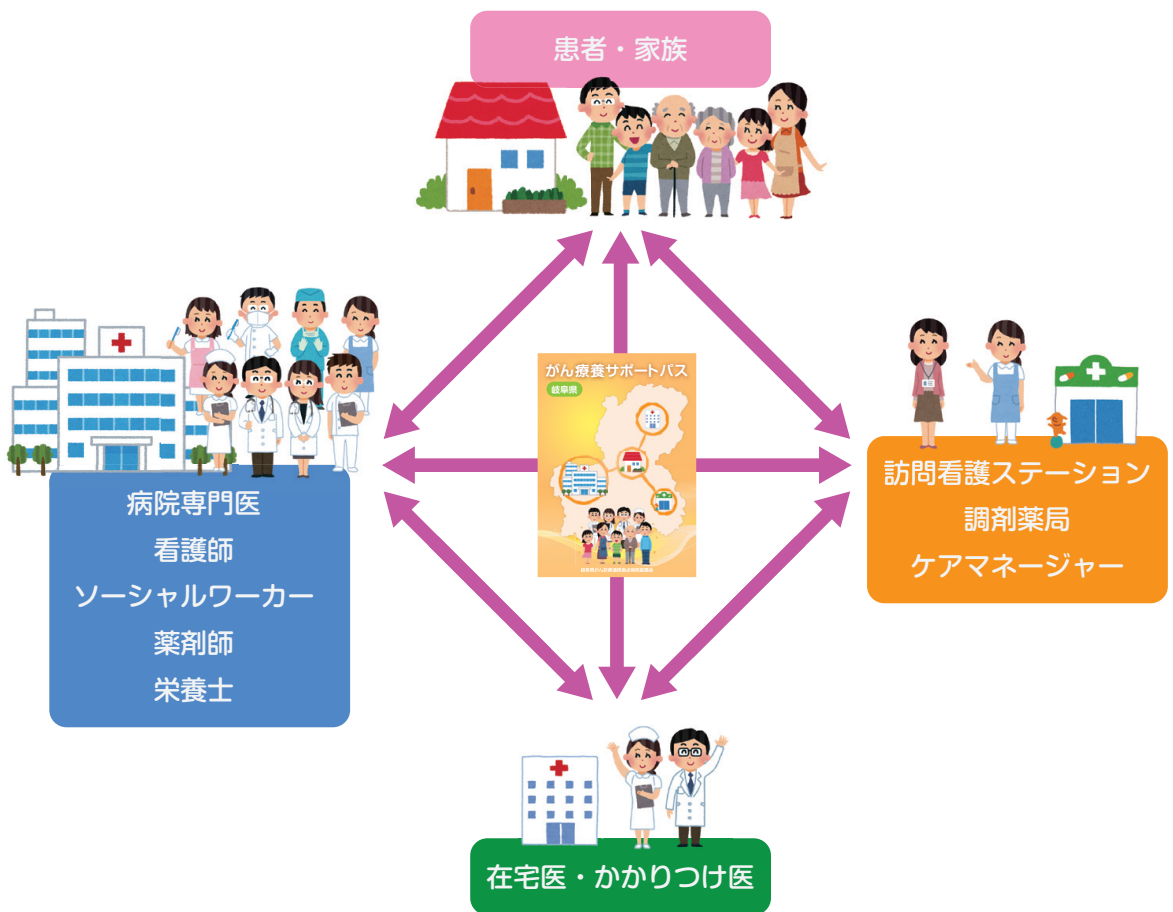 患者・家族
がん療養サポートパス
岐阜県
病院専門医
看護師
ソーシャルワーカー
薬剤師
栄養士
訪問看護ステーション
調剤薬局
ケアマネージャー
在宅医・かかりつけ医